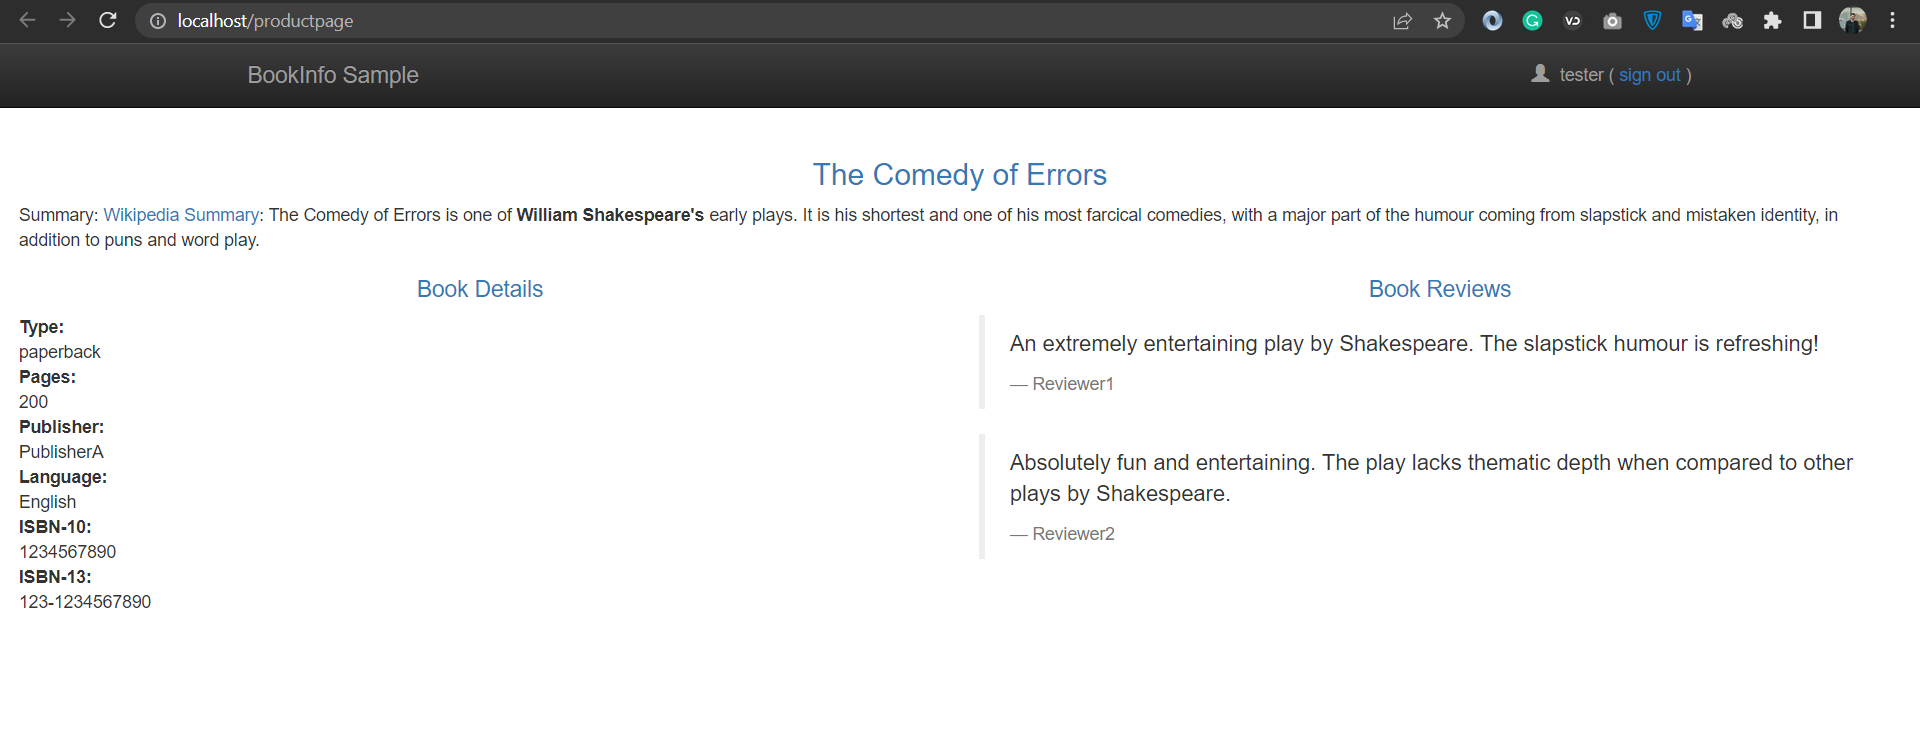 localhost/productpage
BookInfo Sample
tester ( sign out )
The Comedy of Errors
Summary: Wikipedia Summary: The Comedy of Errors is one of William Shakespeare's early plays. It is his shortest and one of his most farcical comedies, with a major part of the humour coming from slapstick and mistaken identity, in
addition to puns and word play.
Book Details
Type:
paperback
Pages:
200
Publisher:
PublisherA
Language:
English
ISBN-10:
1234567890
ISBN-13:
123-1234567890
Book Reviews
An extremely entertaining play by Shakespeare. The slapstick humour is refreshing!
— Reviewer1
Absolutely fun and entertaining. The play lacks thematic depth when compared to other
plays by Shakespeare.
— Reviewer2